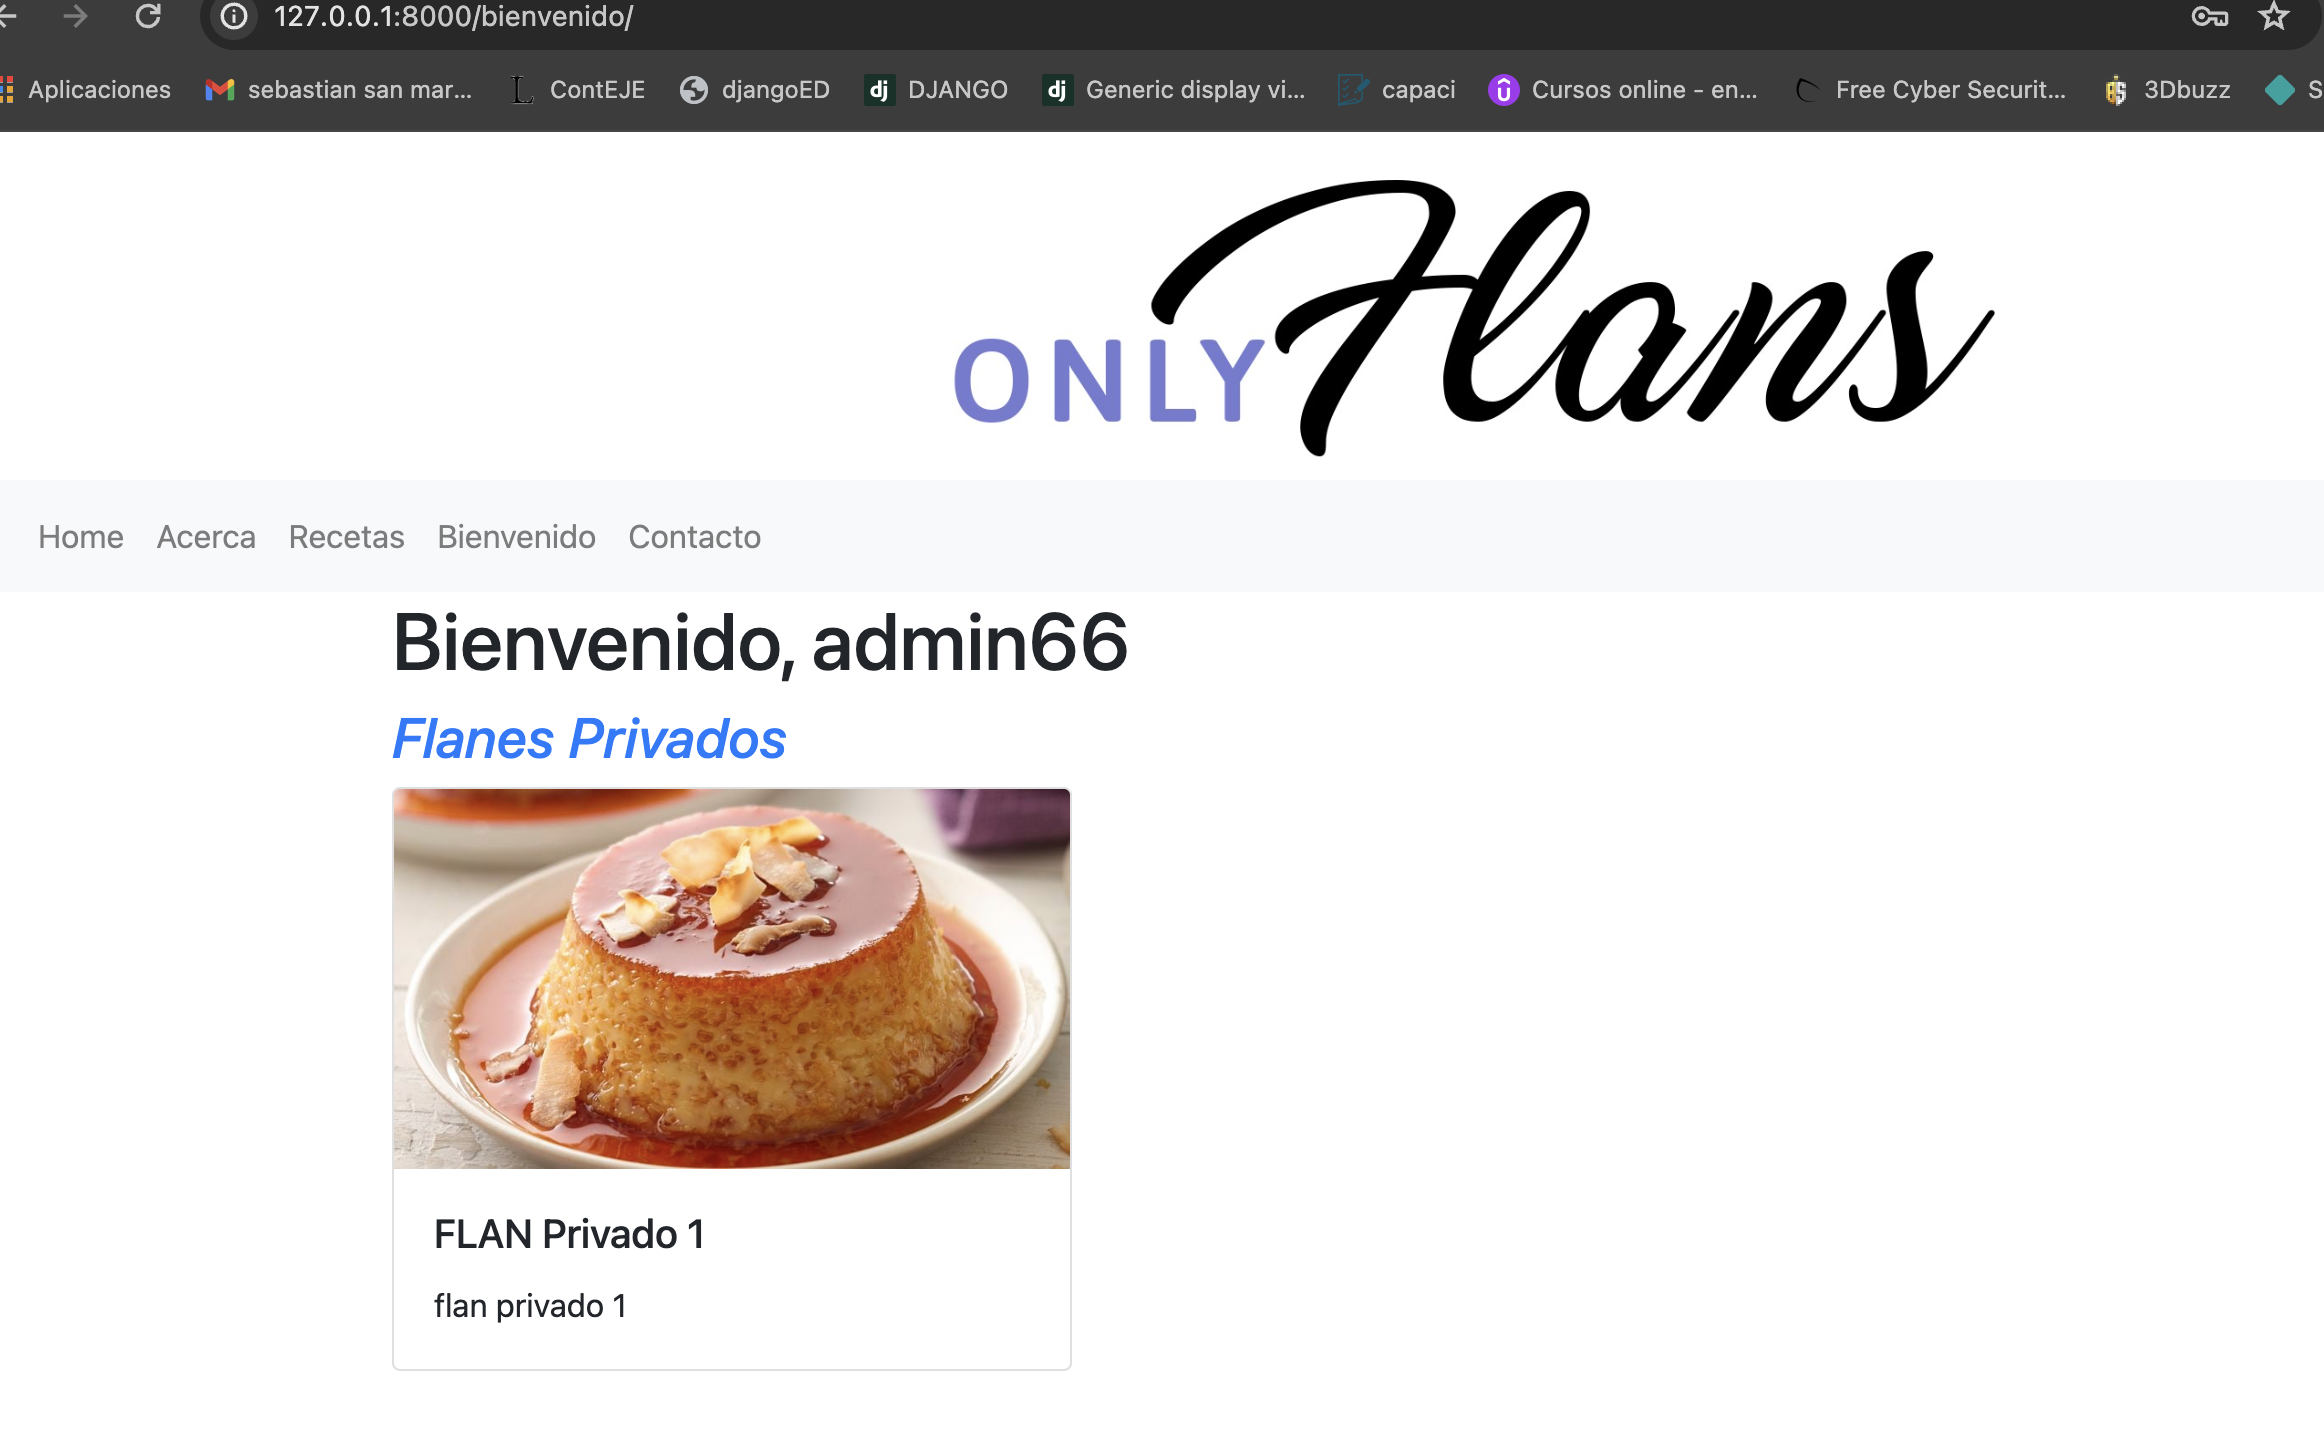 127.0.0.1:8000/bienvenido/
Aplicaciones sebastian san mar... ContEJE djangoED DJANGO Generic display vi... capaci Cursos online - en... Free Cyber Securit... 3Dbuzz S
ONLY Flans
Home Acerca Recetas Bienvenido Contacto
Bienvenido, admin66
Flanes Privados
FLAN Privado 1
flan privado 1